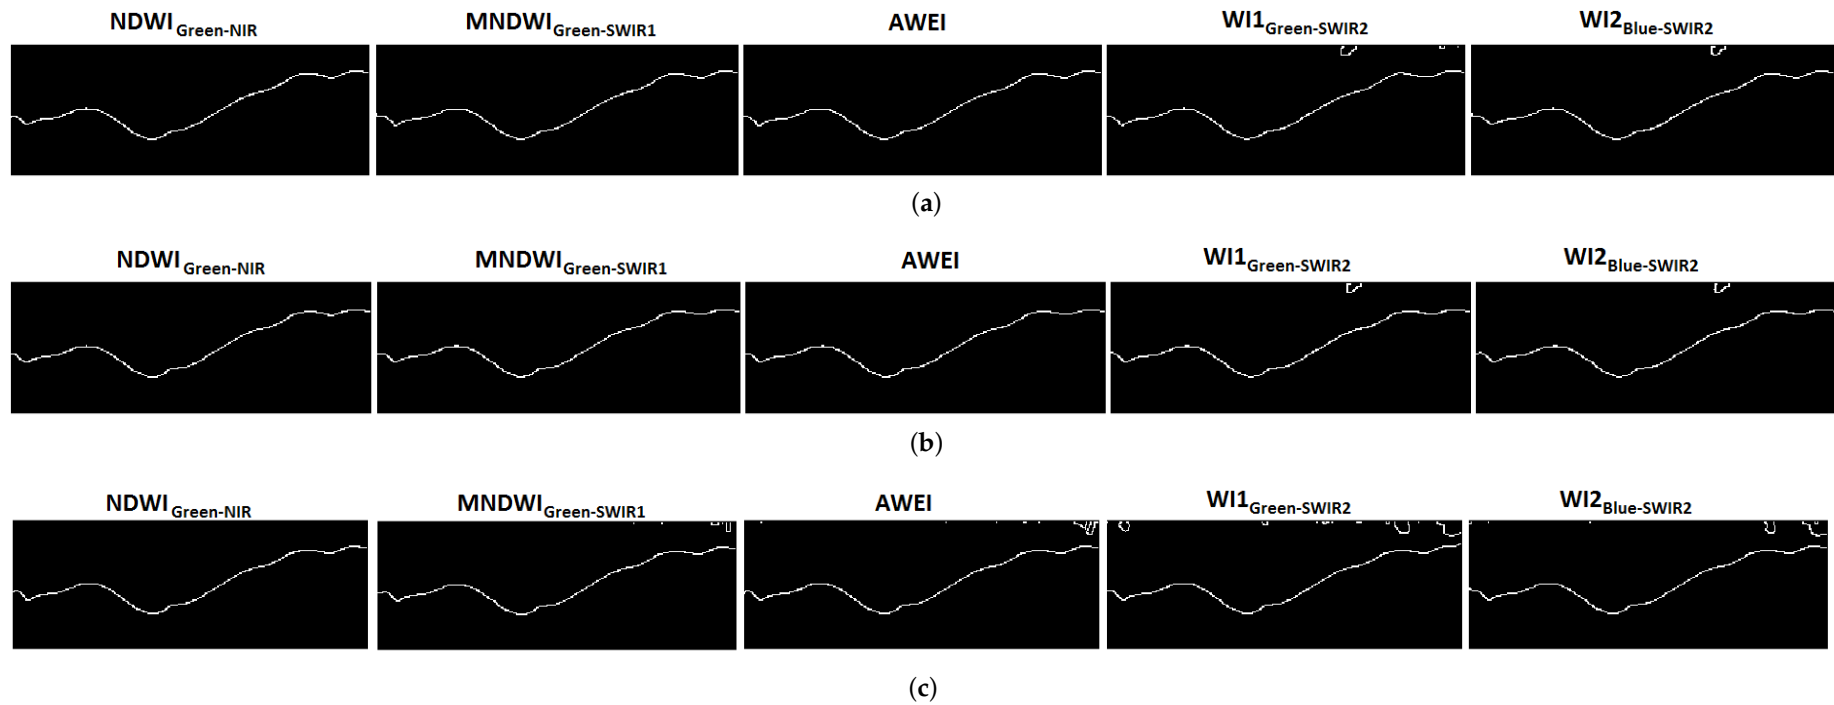 NDWI Green-NIR MNDWI Green-SWIR1 AWEI WI1 Green-SWIR2 WI2 Blue-SWIR2
(a)
NDWI Green-NIR MNDWI Green-SWIR1 AWEI WI1 Green-SWIR2 WI2 Blue-SWIR2
(b)
NDWI Green-NIR MNDWI Green-SWIR1 AWEI WI1 Green-SWIR2 WI2 Blue-SWIR2
(c)